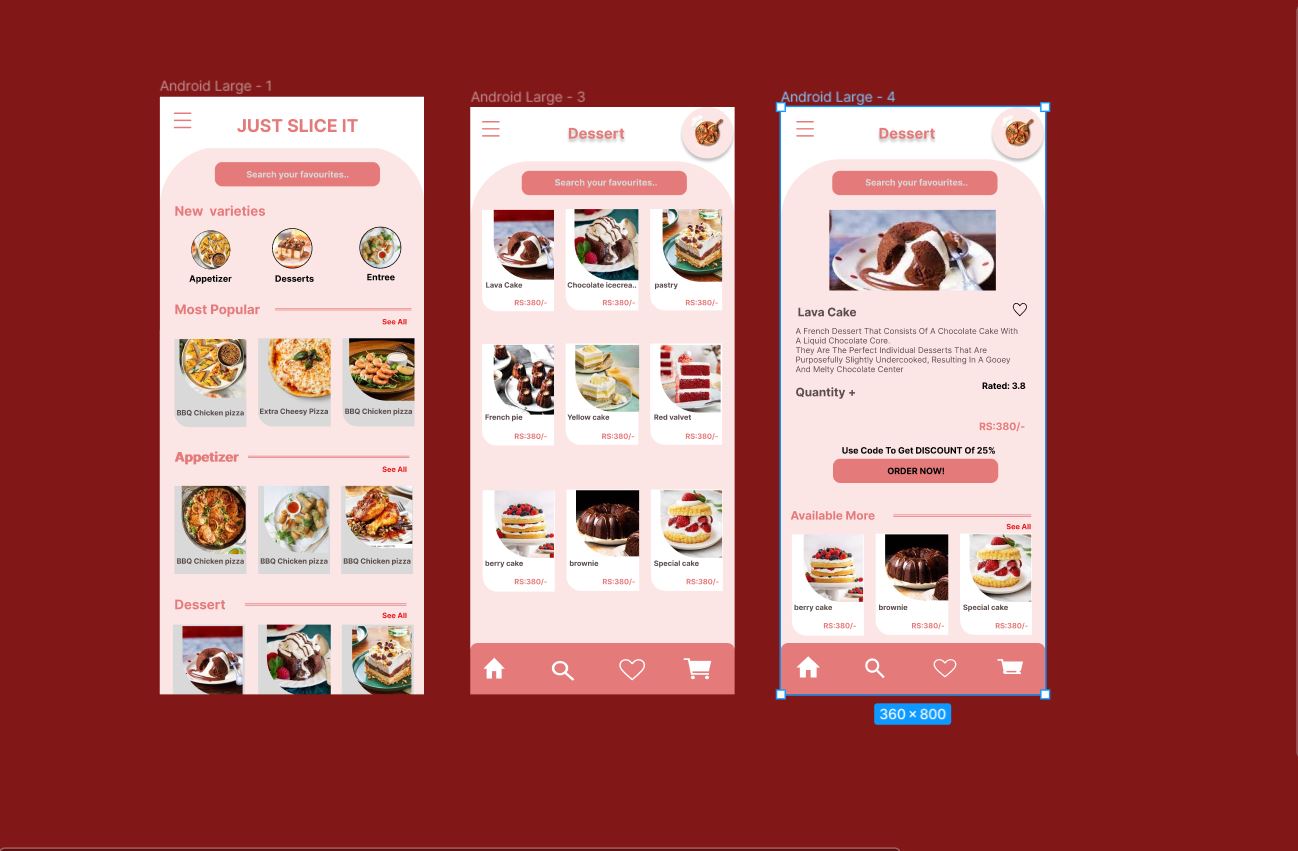 Android Large - 1
JUST SLICE IT
Search your favourites..
New varieties
Appetizer
Desserts
Entree
Most Popular
See All
BBQ Chicken pizza
Extra Cheesy Pizza
BBQ Chicken pizza
Appetizer
See All
BBQ Chicken pizza
BBQ Chicken pizza
BBQ Chicken pizza
Dessert
See All
Android Large - 3
Dessert
Search your favourites..
Lava Cake
Chocolate icecrea..
pastry
RS:380/-
RS:380/-
RS:380/-
French pie
Yellow cake
Red valvet
RS:380/-
RS:380/-
RS:380/-
berry cake
brownie
Special cake
RS:380/-
RS:380/-
RS:380/-
Android Large - 4
Dessert
Search your favourites..
Lava Cake
A French Dessert That Consists Of A Chocolate Cake With
A Liquid Chocolate Core.
They Are The Perfect Individual Desserts That Are
Purposefully Slightly Undercooked, Resulting In A Gooey
And Melty Chocolate Center
Rated: 3.8
Quantity +
RS:380/-
Use Code To Get DISCOUNT Of 25%
ORDER NOW!
Available More
See All
berry cake
brownie
Special cake
RS:380/-
RS:380/-
RS:380/-
360 × 800